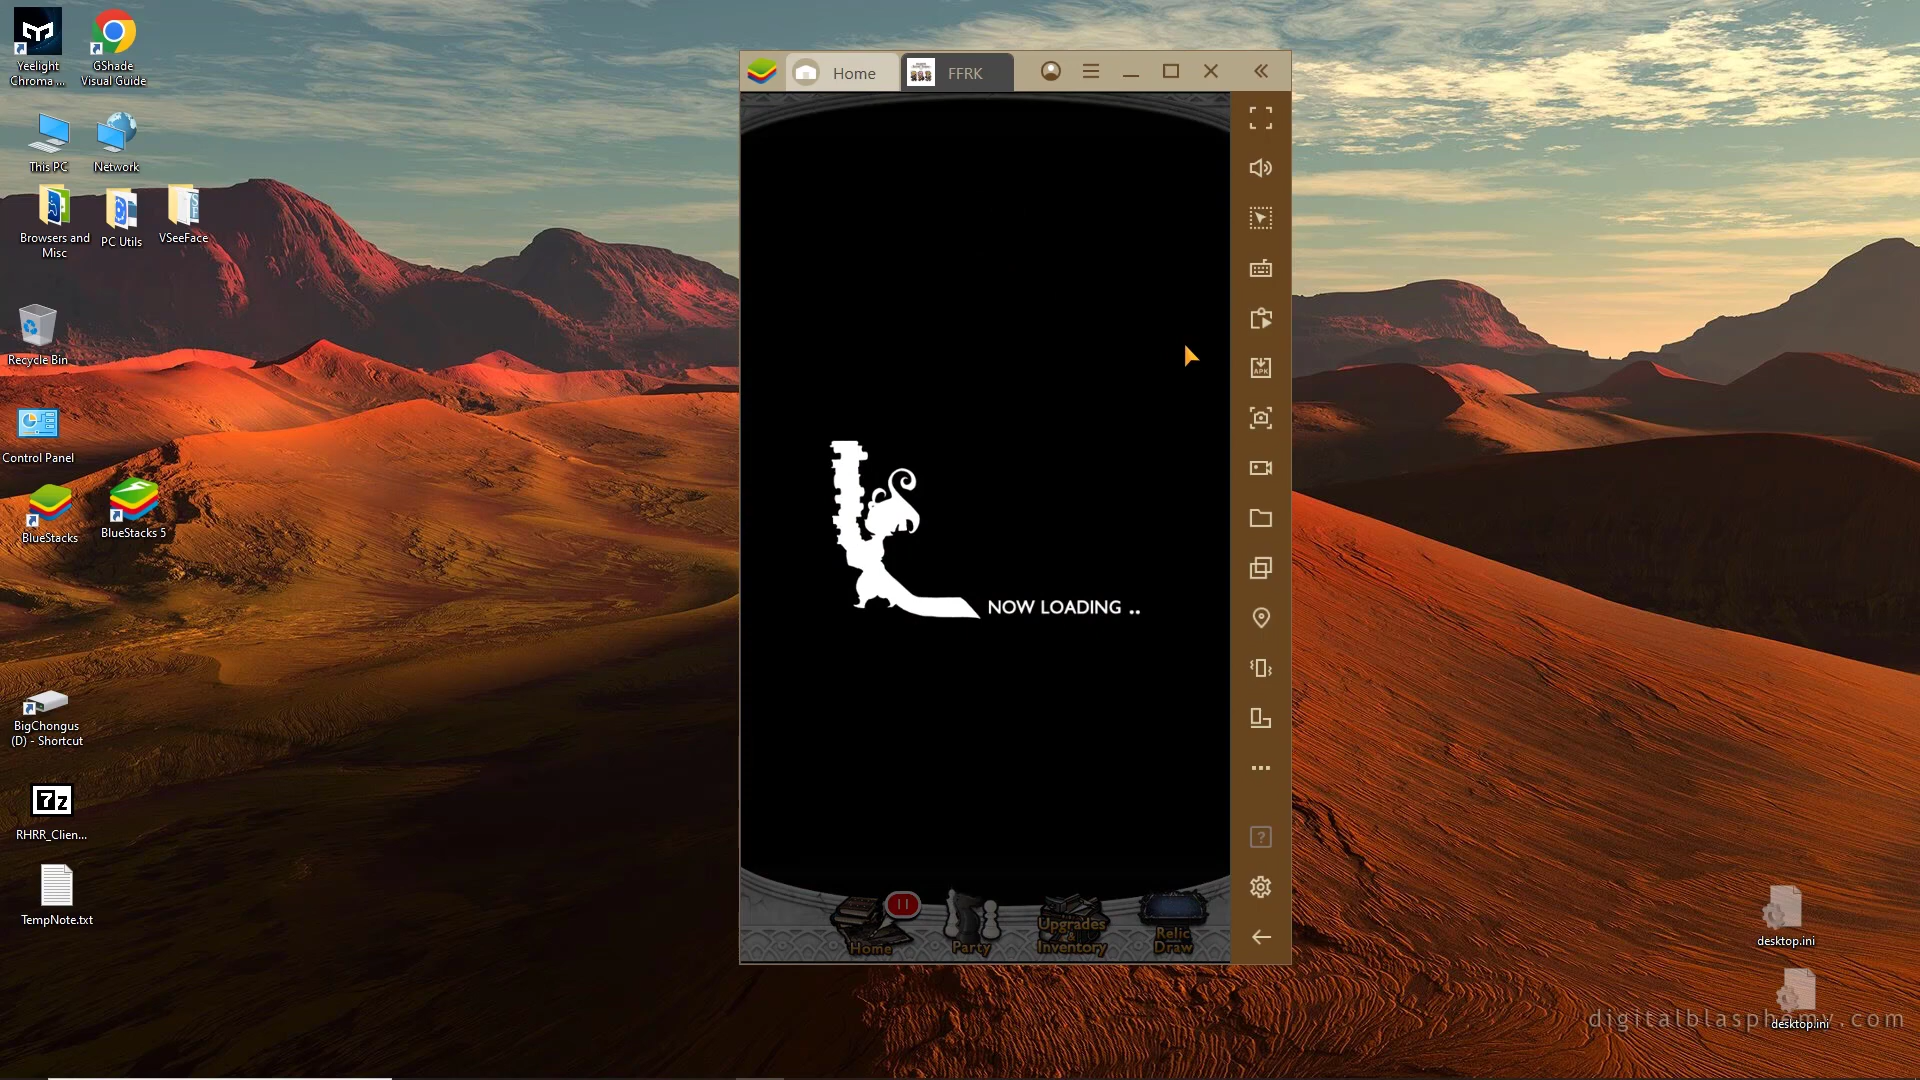 Yeelight
Chroma ...
GShade
Visual Guide
This PC
Network
Browsers and
Misc
PC Utils
VSeeFace
Recycle Bin
Control Panel
BlueStacks
BlueStacks 5
BigChongus
(D) - Shortcut
7z
RHRR_Clien...
TempNote.txt
Home
FFRK
NOW LOADING ..
Home
Party
Upgrades
&
Inventory
Relic
Draw
APK
?
desktop.ini
desktop.ini
digitalblasphemy.com